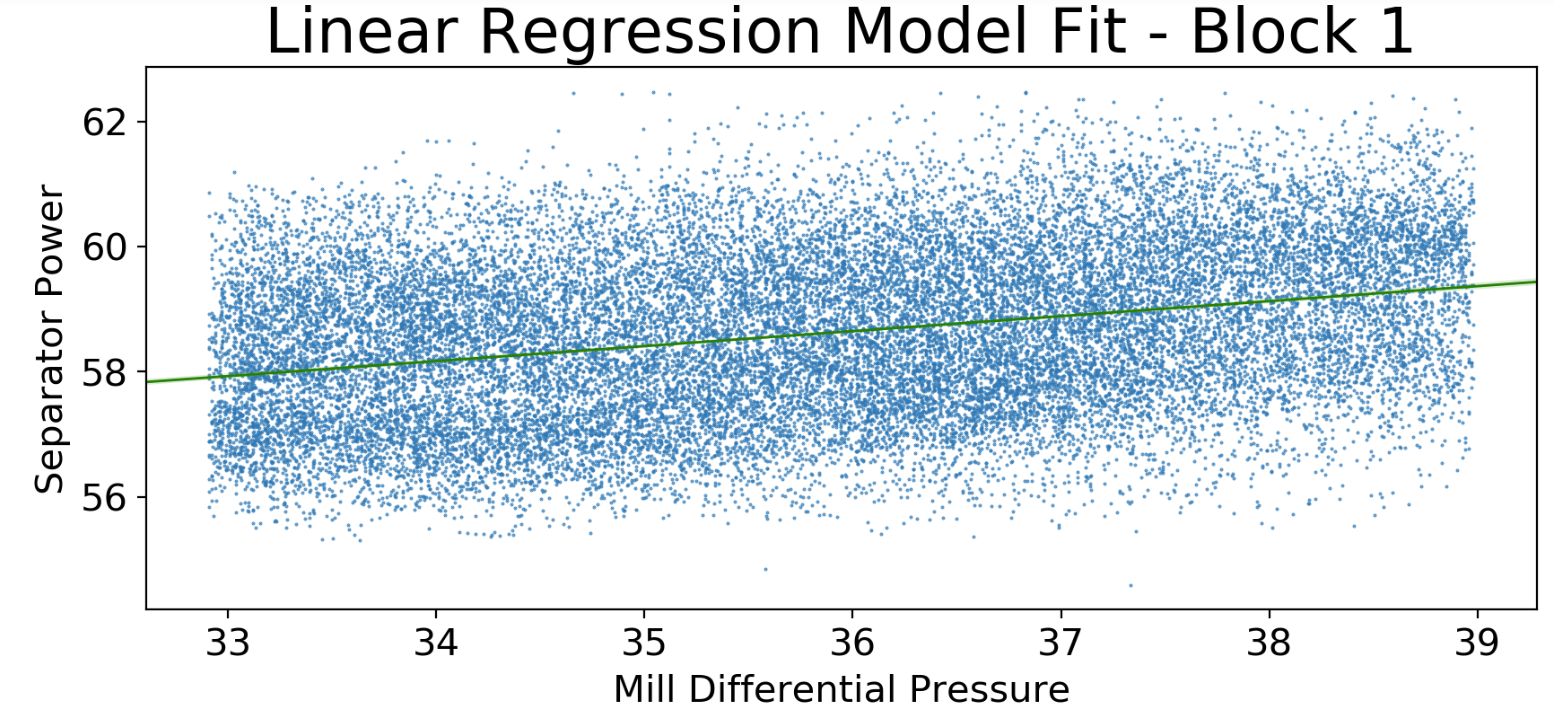 Linear Regression Model Fit - Block 1
62
60
58
56
Separator Power
33 34 35 36 37 38 39
Mill Differential Pressure